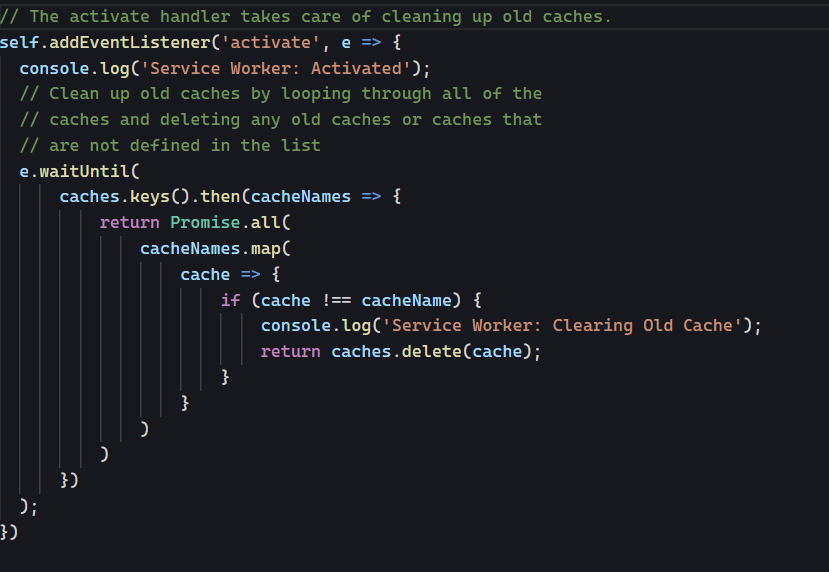 // The activate handler takes care of cleaning up old caches.
self.addEventListener('activate', e => {
  console.log('Service Worker: Activated');
  // Clean up old caches by looping through all of the
  // caches and deleting any old caches or caches that
  // are not defined in the list
  e.waitUntil(
      caches.keys().then(cacheNames => {
          return Promise.all(
              cacheNames.map(
                  cache => {
                      if (cache !== cacheName) {
                          console.log('Service Worker: Clearing Old Cache');
                          return caches.delete(cache);
                      }
                  }
              )
          )
      })
  );
})